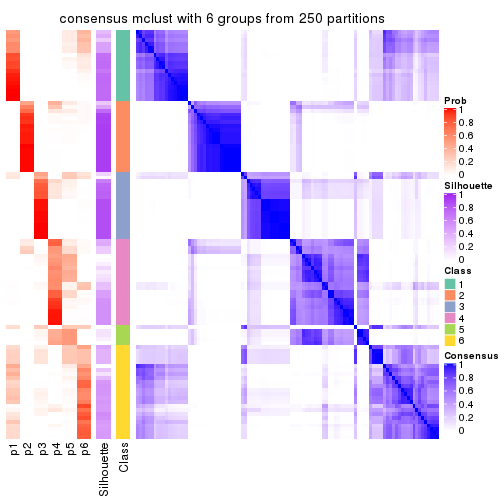 consensus mclust with 6 groups from 250 partitions
Prob
1
0.8
0.6
0.4
0.2
0
Silhouette
1
0.8
0.6
0.4
0.2
0
Class
1
2
3
4
5
6
Consensus
1
0.8
0.6
0.4
0.2
0
p1
p2
p3
p4
p5
p6
Silhouette
Class